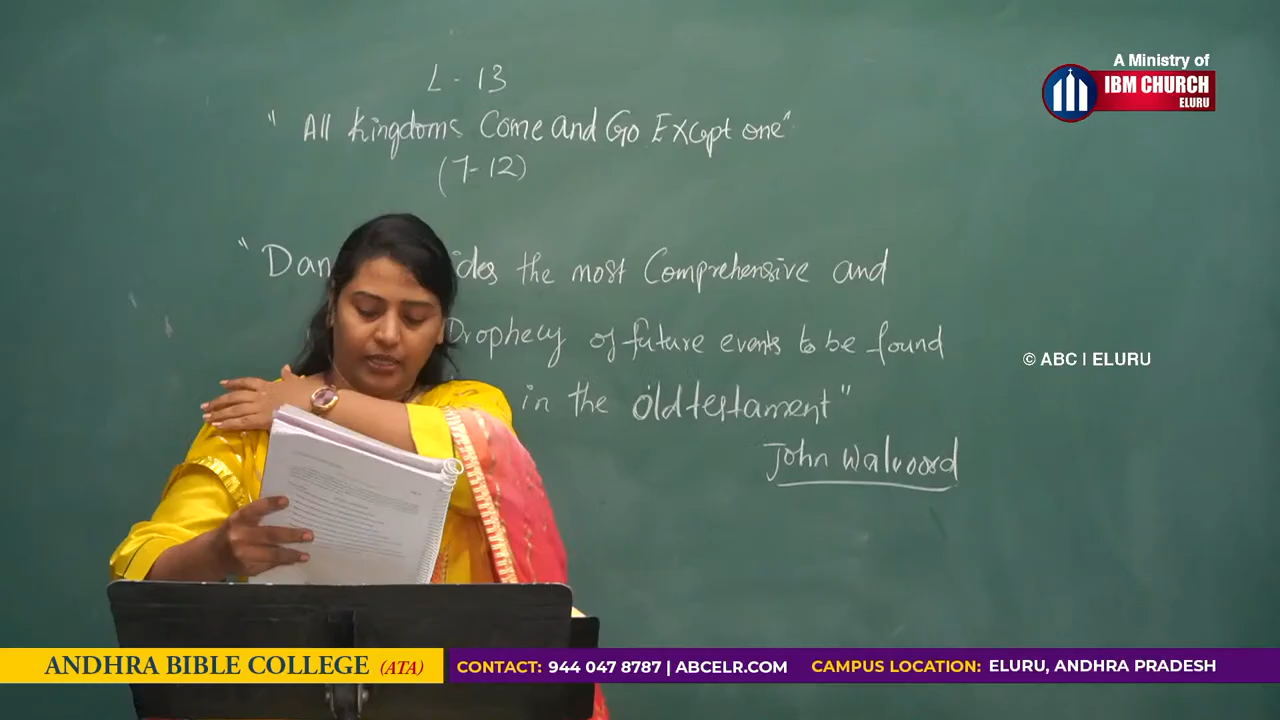 L - 13
" All Kingdoms Come and Go Except one"
(7-12)
"Dan ides the most Comprehensive and
Prophecy of future events to be found
in the old testament"
John Walvoord
A Ministry of
IBM CHURCH
ELURU
© ABC | ELURU
ANDHRA BIBLE COLLEGE (ATA)
CONTACT: 944 047 8787 | ABCELR.COM CAMPUS LOCATION: ELURU, ANDHRA PRADESH